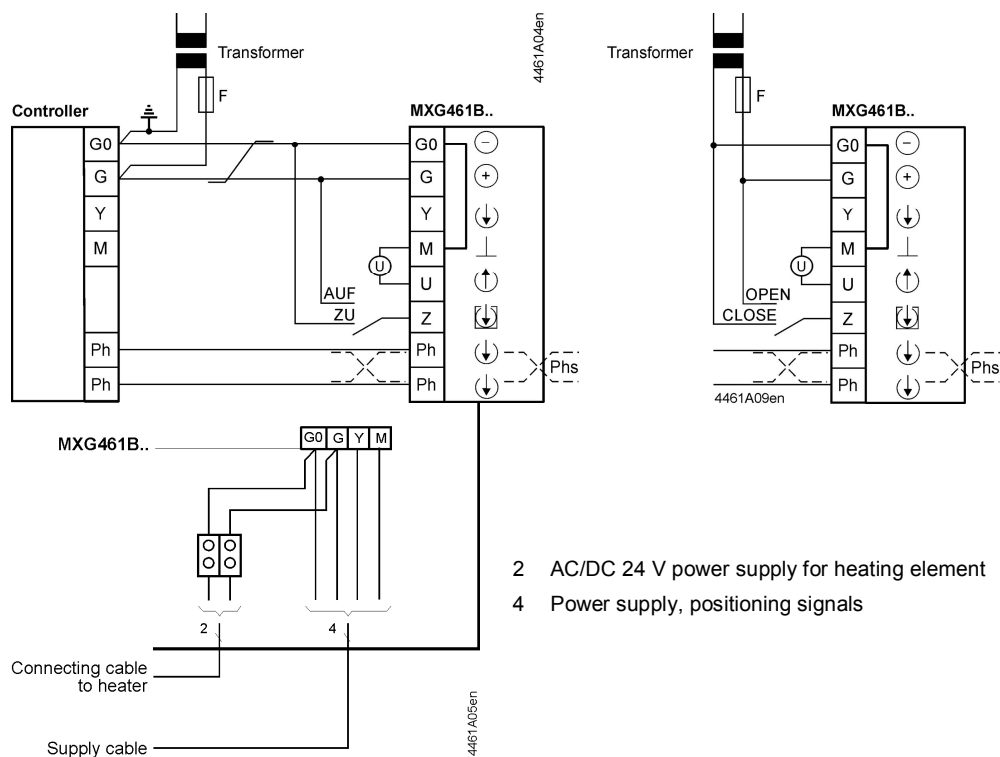 Transformer
F
4461A04en
Controller
MXG461B..
G0
G
Y
M
Ph
Ph
AUF
ZU
U
G0
G
Y
M
U
Z
Ph
Ph
Phs
Transformer
F
MXG461B..
G0
G
Y
M
U
Z
Ph
Ph
U
OPEN
CLOSE
Phs
4461A09en
MXG461B..
G0 G Y M
2
4
Connecting cable
to heater
Supply cable
4461A05en
2 AC/DC 24 V power supply for heating element
4 Power supply, positioning signals